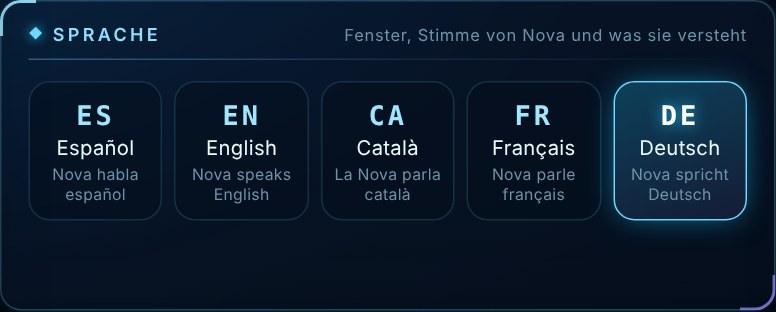 SPRACHE
Fenster, Stimme von Nova und was sie versteht
ES
Español
Nova habla
español
EN
English
Nova speaks
English
CA
Català
La Nova parla
català
FR
Français
Nova parle
français
DE
Deutsch
Nova spricht
Deutsch